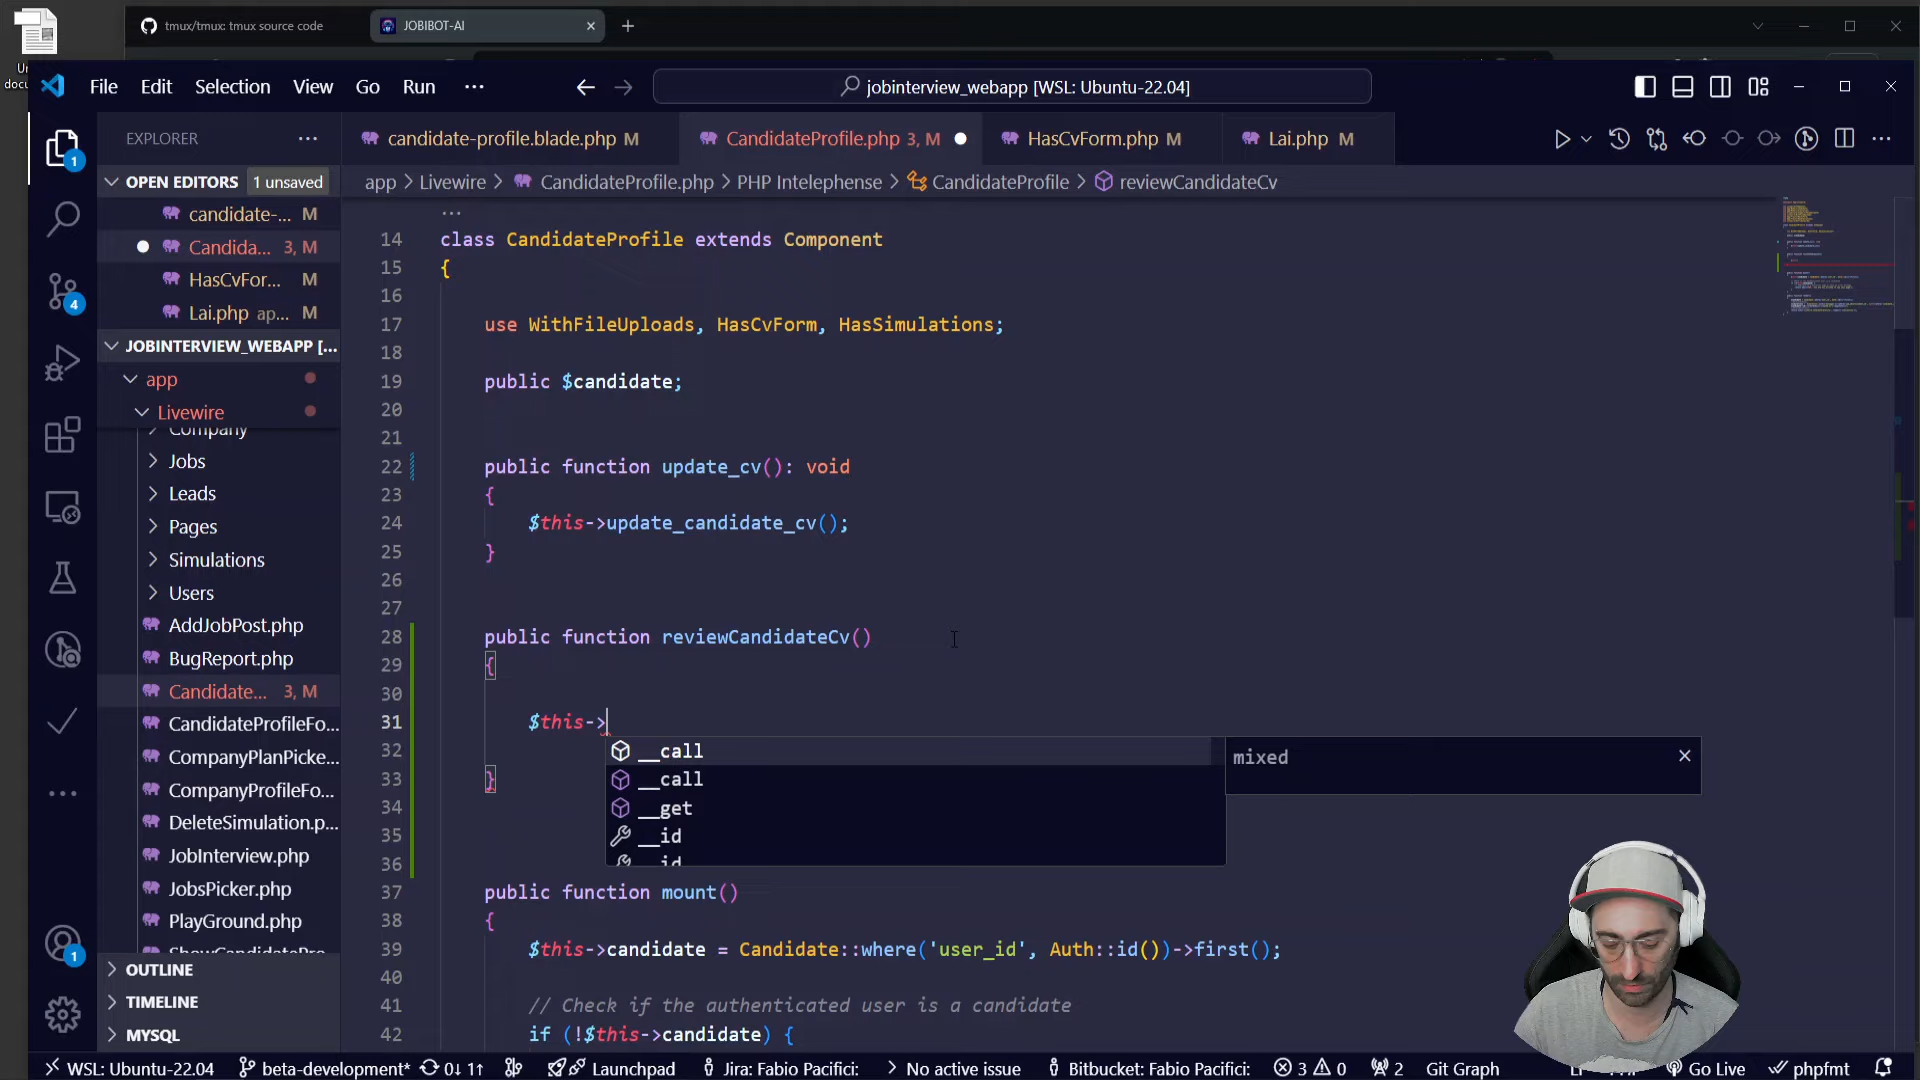 tmux/tmux: tmux source code
JOBIBOT-AI
File Edit Selection View Go Run ...
jobinterview_webapp [WSL: Ubuntu-22.04]
EXPLORER ...
candidate-profile.blade.php M
CandidateProfile.php 3, M
HasCvForm.php M
Lai.php M
OPEN EDITORS 1 unsaved
app > Livewire > CandidateProfile.php > PHP Intelephense > CandidateProfile > reviewCandidateCv
candidate-... M
Candida... 3, M
HasCvFor... M
Lai.php ap... M
JOBINTERVIEW_WEBAPP [...
app
Livewire
Company
Jobs
Leads
Pages
Simulations
Users
AddJobPost.php
BugReport.php
Candidate... 3, M
CandidateProfileFo...
CompanyPlanPicke...
CompanyProfileFo...
DeleteSimulation.p...
JobInterview.php
JobsPicker.php
PlayGround.php
OUTLINE
TIMELINE
MYSQL
1
4
1
...
14 class CandidateProfile extends Component
15 {
16
17 use WithFileUploads, HasCvForm, HasSimulations;
18
19 public $candidate;
20
21
22 public function update_cv(): void
23 {
24 $this->update_candidate_cv();
25 }
26
27
28 public function reviewCandidateCv()
29 {
30
31 $this->
32
33 }
34
35
36
37 public function mount()
38 {
39 $this->candidate = Candidate::where('user_id', Auth::id())->first();
40
41 // Check if the authenticated user is a candidate
42 if (!$this->candidate) {
__call
__call
__get
__id
__id
mixed
WSL: Ubuntu-22.04 beta-development* 0↓ 1↑ Launchpad Jira: Fabio Pacifici: No active issue Bitbucket: Fabio Pacifici: 3 0 2 Git Graph Go Live phpfmt